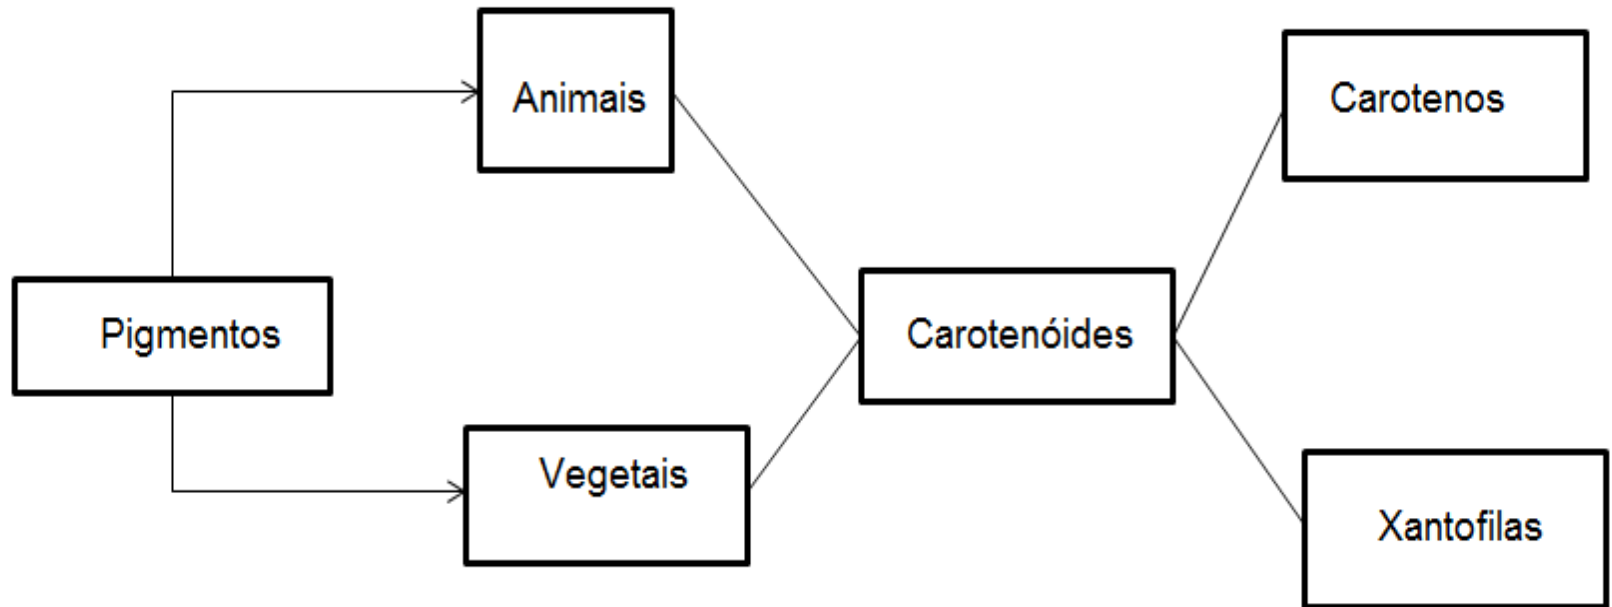 Animais
Carotenos
Pigmentos
Carotenóides
Vegetais
Xantofilas